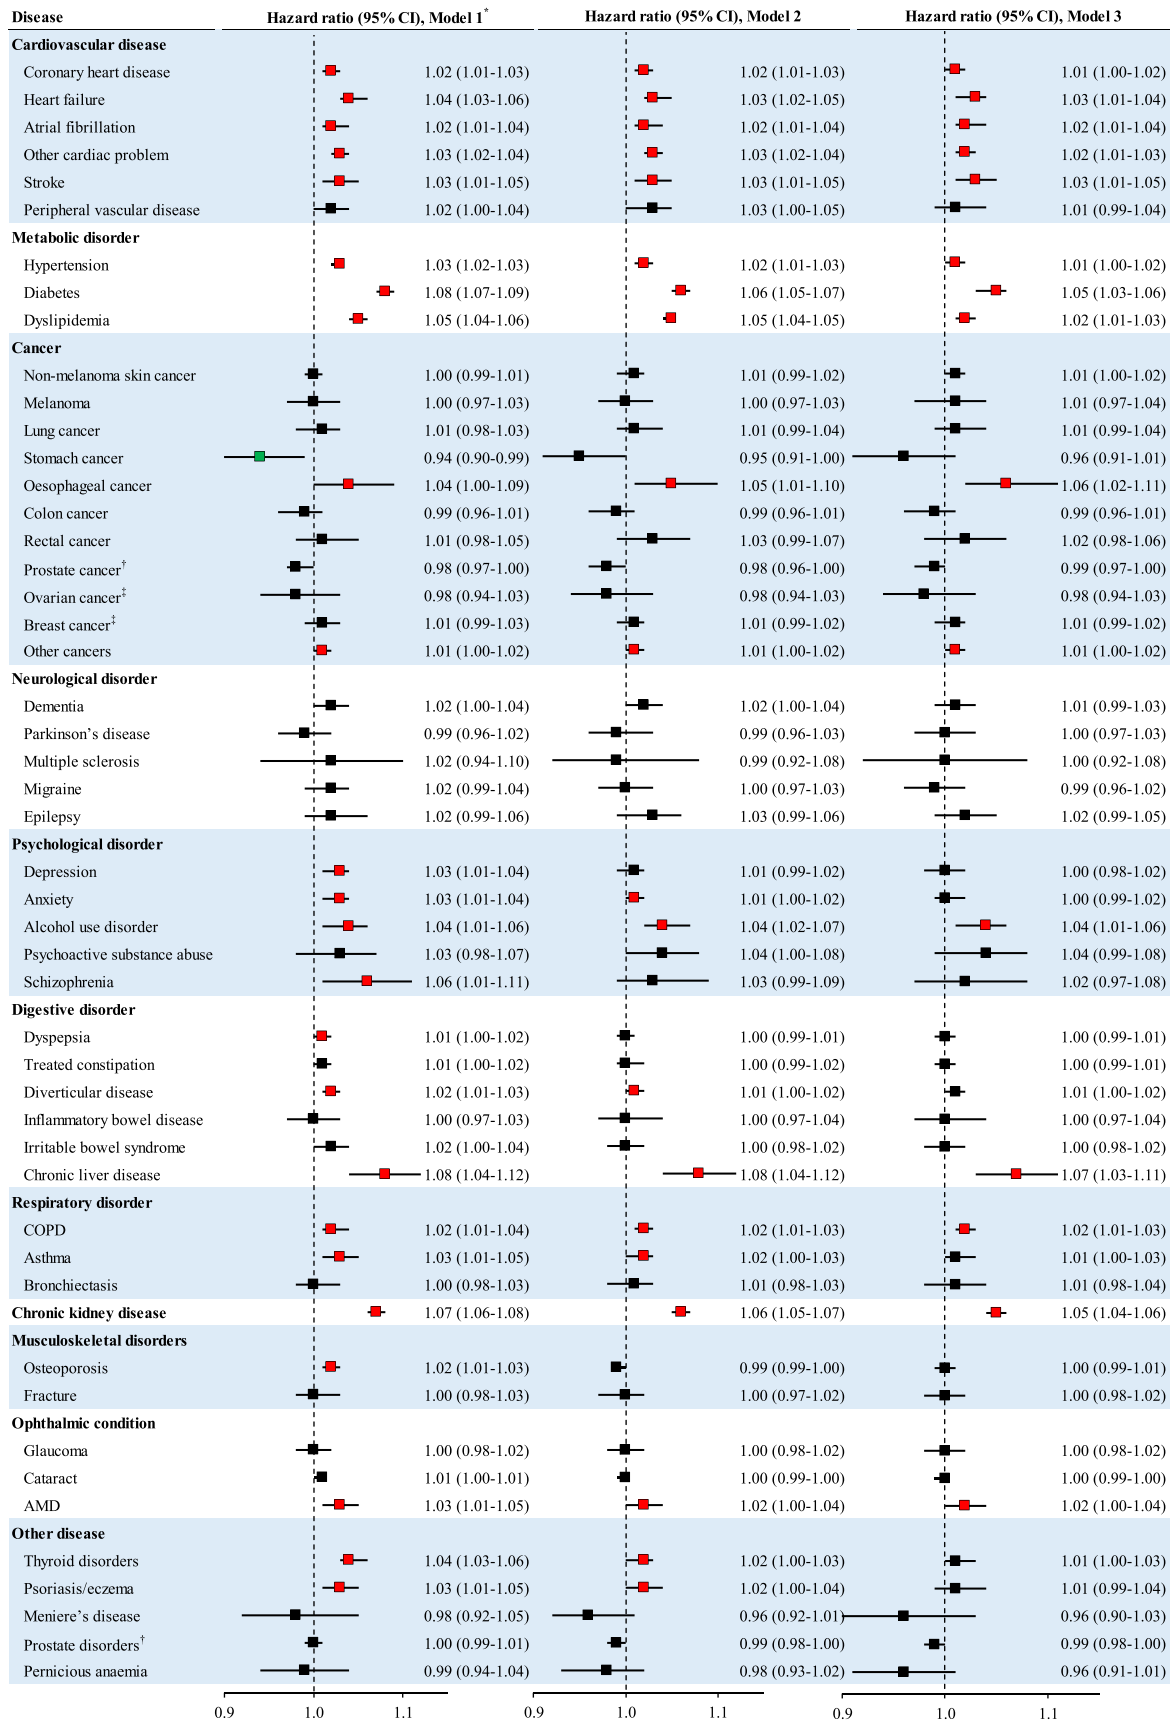 Disease Hazard ratio (95% CI), Model 1* Hazard ratio (95% CI), Model 2 Hazard ratio (95% CI), Model 3
Cardiovascular disease
Coronary heart disease 1.02 (1.01-1.03) 1.02 (1.01-1.03) 1.01 (1.00-1.02)
Heart failure 1.04 (1.03-1.06) 1.03 (1.02-1.05) 1.03 (1.01-1.04)
Atrial fibrillation 1.02 (1.01-1.04) 1.02 (1.01-1.04) 1.02 (1.01-1.04)
Other cardiac problem 1.03 (1.02-1.04) 1.03 (1.02-1.04) 1.02 (1.01-1.03)
Stroke 1.03 (1.01-1.05) 1.03 (1.01-1.05) 1.03 (1.01-1.05)
Peripheral vascular disease 1.02 (1.00-1.04) 1.03 (1.00-1.05) 1.01 (0.99-1.04)
Metabolic disorder
Hypertension 1.03 (1.02-1.03) 1.02 (1.01-1.03) 1.01 (1.00-1.02)
Diabetes 1.08 (1.07-1.09) 1.06 (1.05-1.07) 1.05 (1.03-1.06)
Dyslipidemia 1.05 (1.04-1.06) 1.05 (1.04-1.05) 1.02 (1.01-1.03)
Cancer
Non-melanoma skin cancer 1.00 (0.99-1.01) 1.01 (0.99-1.02) 1.01 (1.00-1.02)
Melanoma 1.00 (0.97-1.03) 1.00 (0.97-1.03) 1.01 (0.97-1.04)
Lung cancer 1.01 (0.98-1.03) 1.01 (0.99-1.04) 1.01 (0.99-1.04)
Stomach cancer 0.94 (0.90-0.99) 0.95 (0.91-1.00) 0.96 (0.91-1.01)
Oesophageal cancer 1.04 (1.00-1.09) 1.05 (1.01-1.10) 1.06 (1.02-1.11)
Colon cancer 0.99 (0.96-1.01) 0.99 (0.96-1.01) 0.99 (0.96-1.01)
Rectal cancer 1.01 (0.98-1.05) 1.03 (0.99-1.07) 1.02 (0.98-1.06)
Prostate cancer† 0.98 (0.97-1.00) 0.98 (0.96-1.00) 0.99 (0.97-1.00)
Ovarian cancer‡ 0.98 (0.94-1.03) 0.98 (0.94-1.03) 0.98 (0.94-1.03)
Breast cancer‡ 1.01 (0.99-1.03) 1.01 (0.99-1.02) 1.01 (0.99-1.02)
Other cancers 1.01 (1.00-1.02) 1.01 (1.00-1.02) 1.01 (1.00-1.02)
Neurological disorder
Dementia 1.02 (1.00-1.04) 1.02 (1.00-1.04) 1.01 (0.99-1.03)
Parkinson's disease 0.99 (0.96-1.02) 0.99 (0.96-1.03) 1.00 (0.97-1.03)
Multiple sclerosis 1.02 (0.94-1.10) 0.99 (0.92-1.08) 1.00 (0.92-1.08)
Migraine 1.02 (0.99-1.04) 1.00 (0.97-1.03) 0.99 (0.96-1.02)
Epilepsy 1.02 (0.99-1.06) 1.03 (0.99-1.06) 1.02 (0.99-1.05)
Psychological disorder
Depression 1.03 (1.01-1.04) 1.01 (0.99-1.02) 1.00 (0.98-1.02)
Anxiety 1.03 (1.01-1.04) 1.01 (1.00-1.02) 1.00 (0.99-1.02)
Alcohol use disorder 1.04 (1.01-1.06) 1.04 (1.02-1.07) 1.04 (1.01-1.06)
Psychoactive substance abuse 1.03 (0.98-1.07) 1.04 (1.00-1.08) 1.04 (0.99-1.08)
Schizophrenia 1.06 (1.01-1.11) 1.03 (0.99-1.09) 1.02 (0.97-1.08)
Digestive disorder
Dyspepsia 1.01 (1.00-1.02) 1.00 (0.99-1.01) 1.00 (0.99-1.01)
Treated constipation 1.01 (1.00-1.02) 1.00 (0.99-1.02) 1.00 (0.99-1.01)
Diverticular disease 1.02 (1.01-1.03) 1.01 (1.00-1.02) 1.01 (1.00-1.02)
Inflammatory bowel disease 1.00 (0.97-1.03) 1.00 (0.97-1.04) 1.00 (0.97-1.04)
Irritable bowel syndrome 1.02 (1.00-1.04) 1.00 (0.98-1.02) 1.00 (0.98-1.02)
Chronic liver disease 1.08 (1.04-1.12) 1.08 (1.04-1.12) 1.07 (1.03-1.11)
Respiratory disorder
COPD 1.02 (1.01-1.04) 1.02 (1.01-1.03) 1.02 (1.01-1.03)
Asthma 1.03 (1.01-1.05) 1.02 (1.00-1.03) 1.01 (1.00-1.03)
Bronchiectasis 1.00 (0.98-1.03) 1.01 (0.98-1.03) 1.01 (0.98-1.04)
Chronic kidney disease 1.07 (1.06-1.08) 1.06 (1.05-1.07) 1.05 (1.04-1.06)
Musculoskeletal disorders
Osteoporosis 1.02 (1.01-1.03) 0.99 (0.99-1.00) 1.00 (0.99-1.01)
Fracture 1.00 (0.98-1.03) 1.00 (0.97-1.02) 1.00 (0.98-1.02)
Ophthalmic condition
Glaucoma 1.00 (0.98-1.02) 1.00 (0.98-1.02) 1.00 (0.98-1.02)
Cataract 1.01 (1.00-1.01) 1.00 (0.99-1.00) 1.00 (0.99-1.00)
AMD 1.03 (1.01-1.05) 1.02 (1.00-1.04) 1.02 (1.00-1.04)
Other disease
Thyroid disorders 1.04 (1.03-1.06) 1.02 (1.00-1.03) 1.01 (1.00-1.03)
Psoriasis/eczema 1.03 (1.01-1.05) 1.02 (1.00-1.04) 1.01 (0.99-1.04)
Meniere's disease 0.98 (0.92-1.05) 0.96 (0.92-1.01) 0.96 (0.90-1.03)
Prostate disorders† 1.00 (0.99-1.01) 0.99 (0.98-1.00) 0.99 (0.98-1.00)
Pernicious anaemia 0.99 (0.94-1.04) 0.98 (0.93-1.02) 0.96 (0.91-1.01)
0.9 1.0 1.1 0.9 1.0 1.1 0.9 1.0 1.1